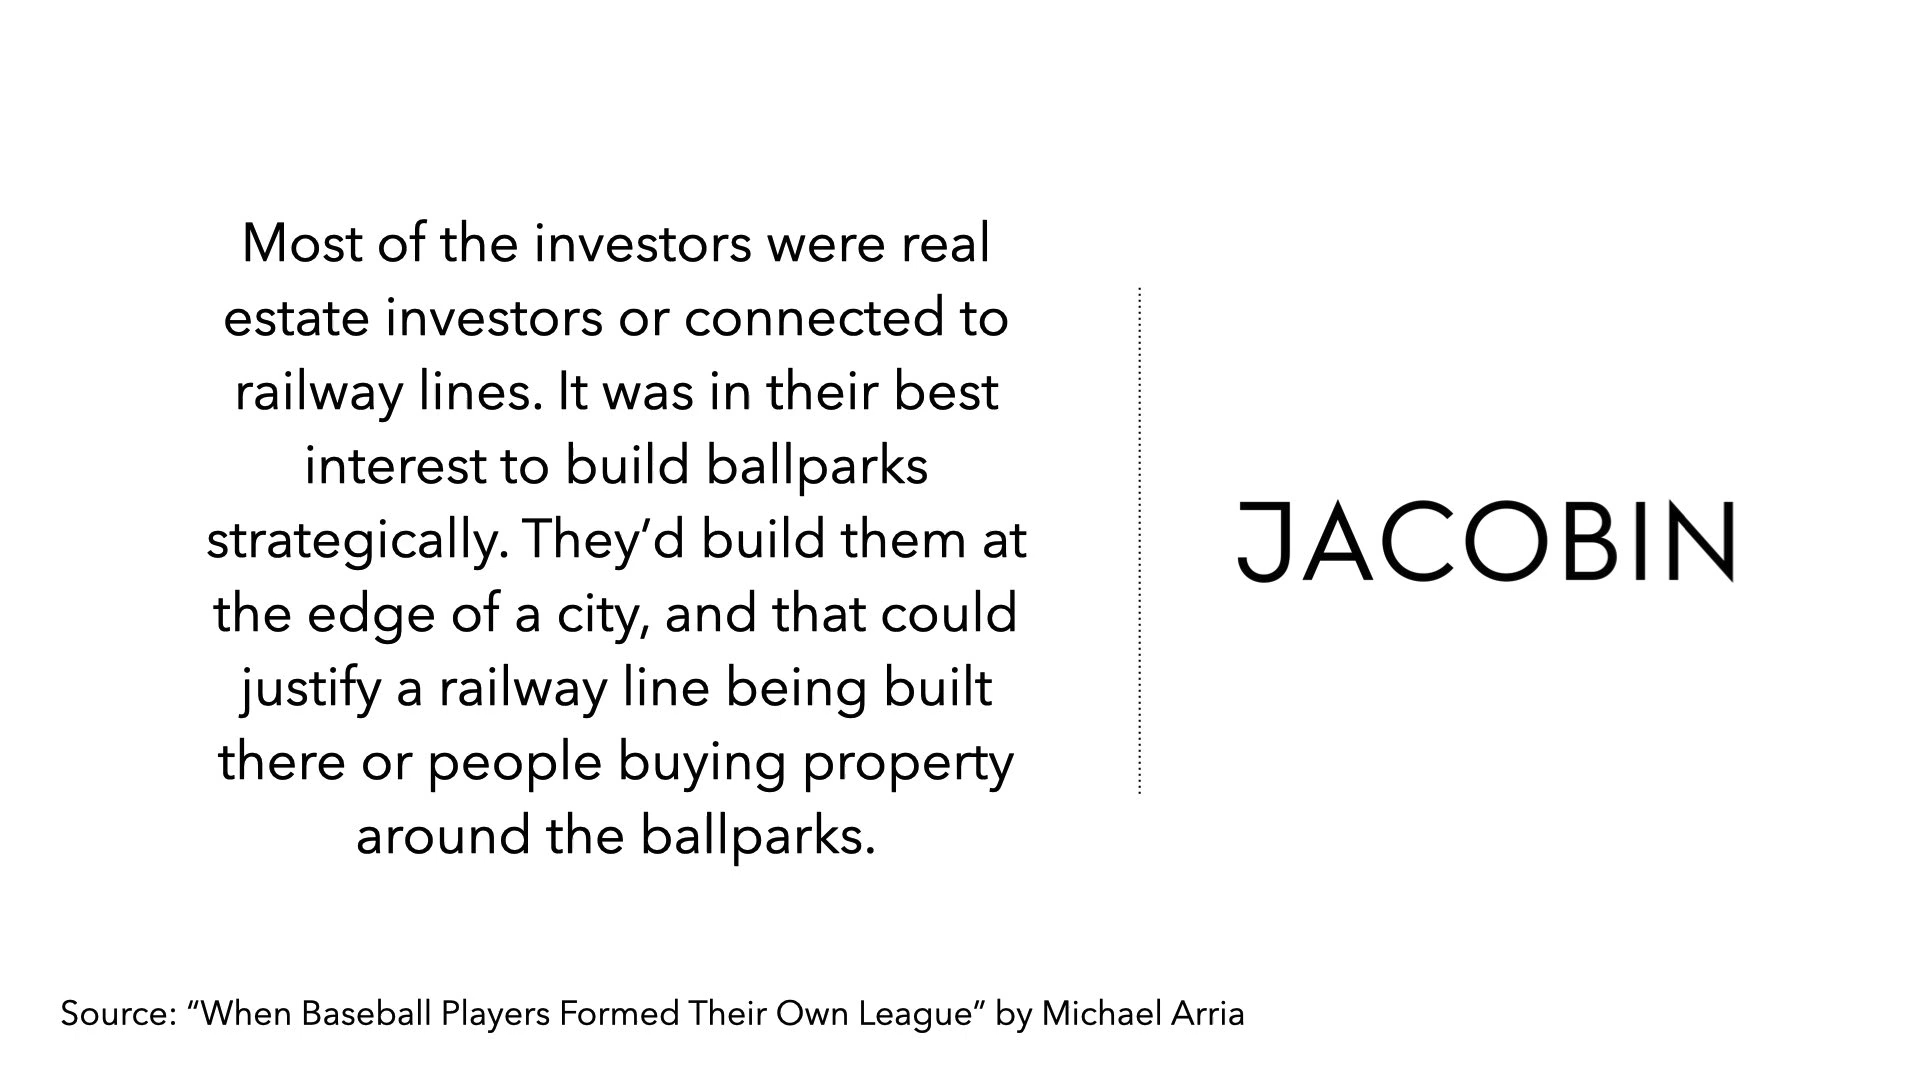 Most of the investors were real
estate investors or connected to
railway lines. It was in their best
interest to build ballparks
strategically. They’d build them at
the edge of a city, and that could
justify a railway line being built
there or people buying property
around the ballparks.
JACOBIN
Source: “When Baseball Players Formed Their Own League” by Michael Arria